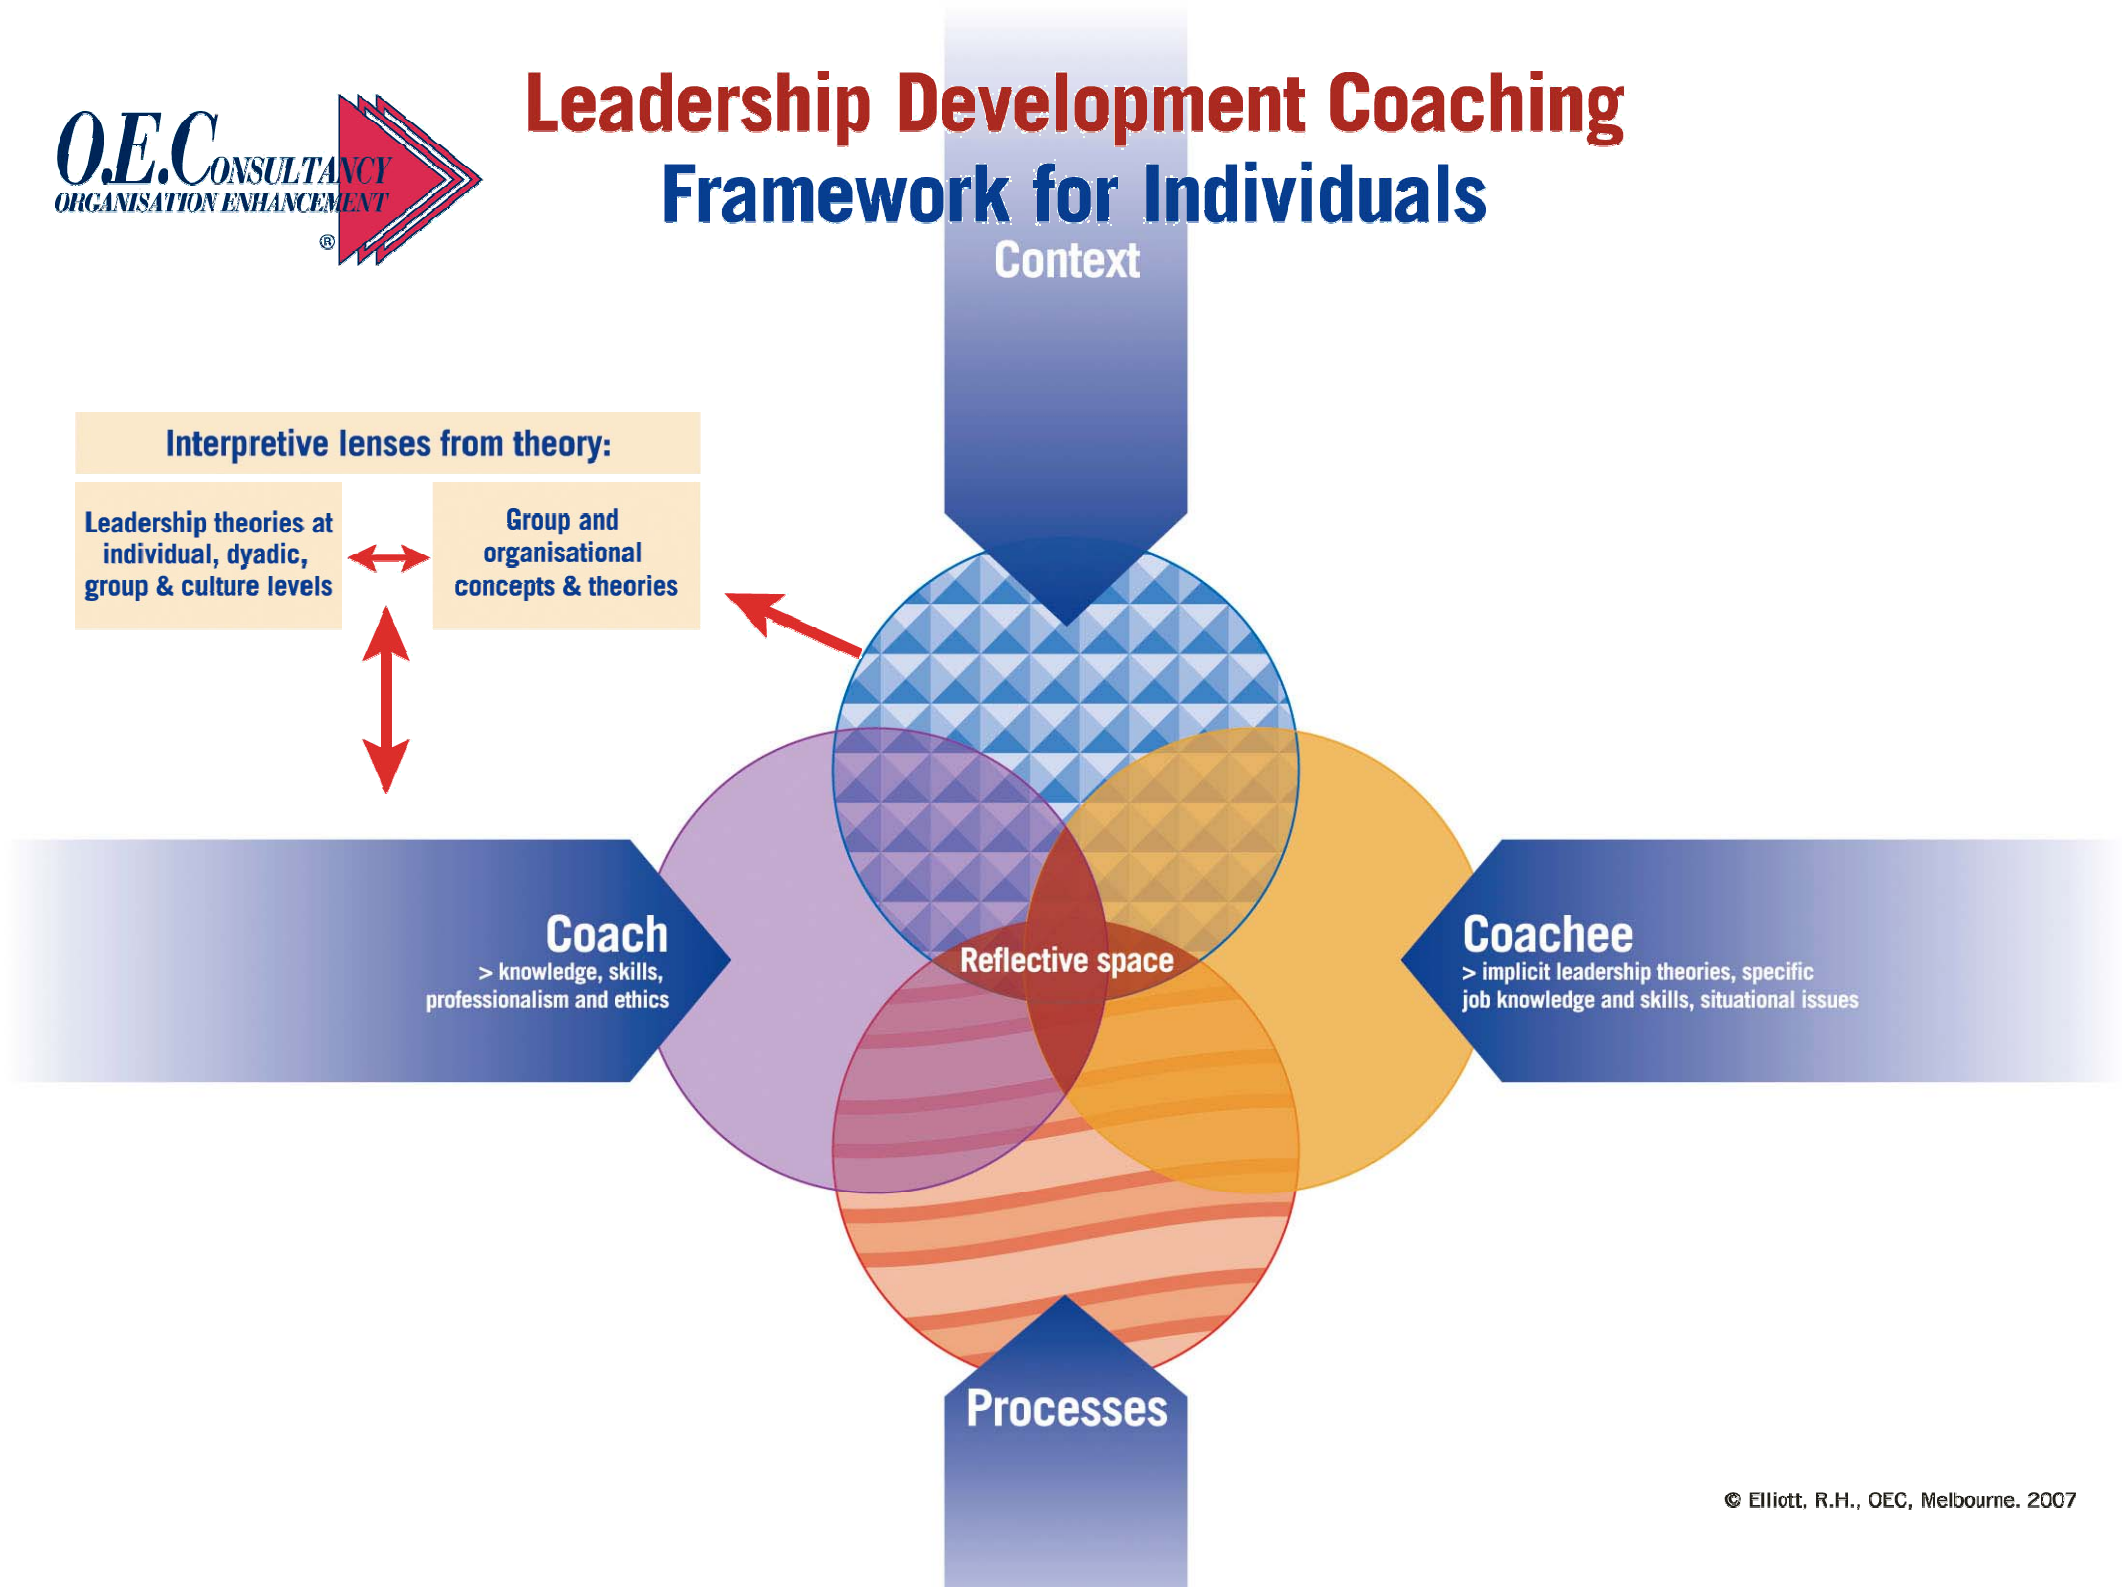 O.E.CONSULTANCY
ORGANISATION ENHANCEMENT
®
Leadership Development Coaching
Framework for Individuals
Context
Interpretive lenses from theory:
Leadership theories at
individual, dyadic,
group & culture levels
Group and
organisational
concepts & theories
Coach
> knowledge, skills,
professionalism and ethics
Reflective space
Coachee
> implicit leadership theories, specific
job knowledge and skills, situational issues
Processes
© Elliott, R.H., OEC, Melbourne. 2007